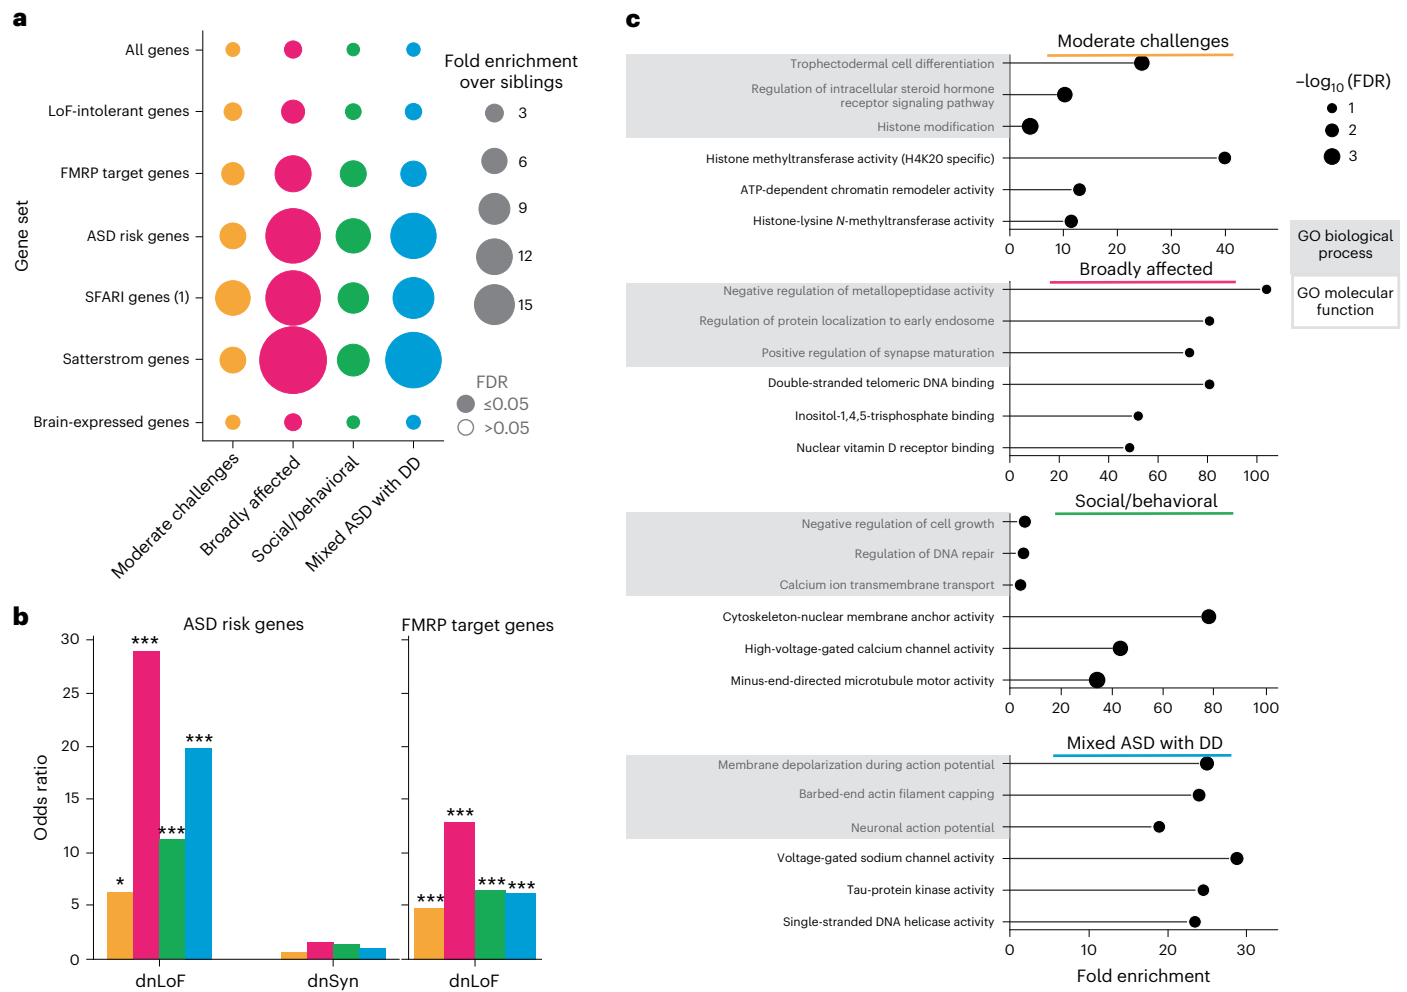 a
All genes
LoF-intolerant genes
FMRP target genes
ASD risk genes
SFARI genes (1)
Satterstrom genes
Brain-expressed genes
Gene set
Moderate challenges
Broadly affected
Social/behavioral
Mixed ASD with DD
Fold enrichment
over siblings
3
6
9
12
15
FDR
≤0.05
>0.05
b
ASD risk genes
FMRP target genes
Odds ratio
30
25
20
15
10
5
0
*
***
***
***
***
***
***
***
dnLoF
dnSyn
dnLoF
c
Moderate challenges
Trophectodermal cell differentiation
Regulation of intracellular steroid hormone
receptor signaling pathway
Histone modification
Histone methyltransferase activity (H4K20 specific)
ATP-dependent chromatin remodeler activity
Histone-lysine N-methyltransferase activity
0 10 20 30 40
Broadly affected
Negative regulation of metallopeptidase activity
Regulation of protein localization to early endosome
Positive regulation of synapse maturation
Double-stranded telomeric DNA binding
Inositol-1,4,5-trisphosphate binding
Nuclear vitamin D receptor binding
0 20 40 60 80 100
Social/behavioral
Negative regulation of cell growth
Regulation of DNA repair
Calcium ion transmembrane transport
Cytoskeleton-nuclear membrane anchor activity
High-voltage-gated calcium channel activity
Minus-end-directed microtubule motor activity
0 20 40 60 80 100
Mixed ASD with DD
Membrane depolarization during action potential
Barbed-end actin filament capping
Neuronal action potential
Voltage-gated sodium channel activity
Tau-protein kinase activity
Single-stranded DNA helicase activity
0 10 20 30
Fold enrichment
−log10 (FDR)
1
2
3
GO biological
process
GO molecular
function